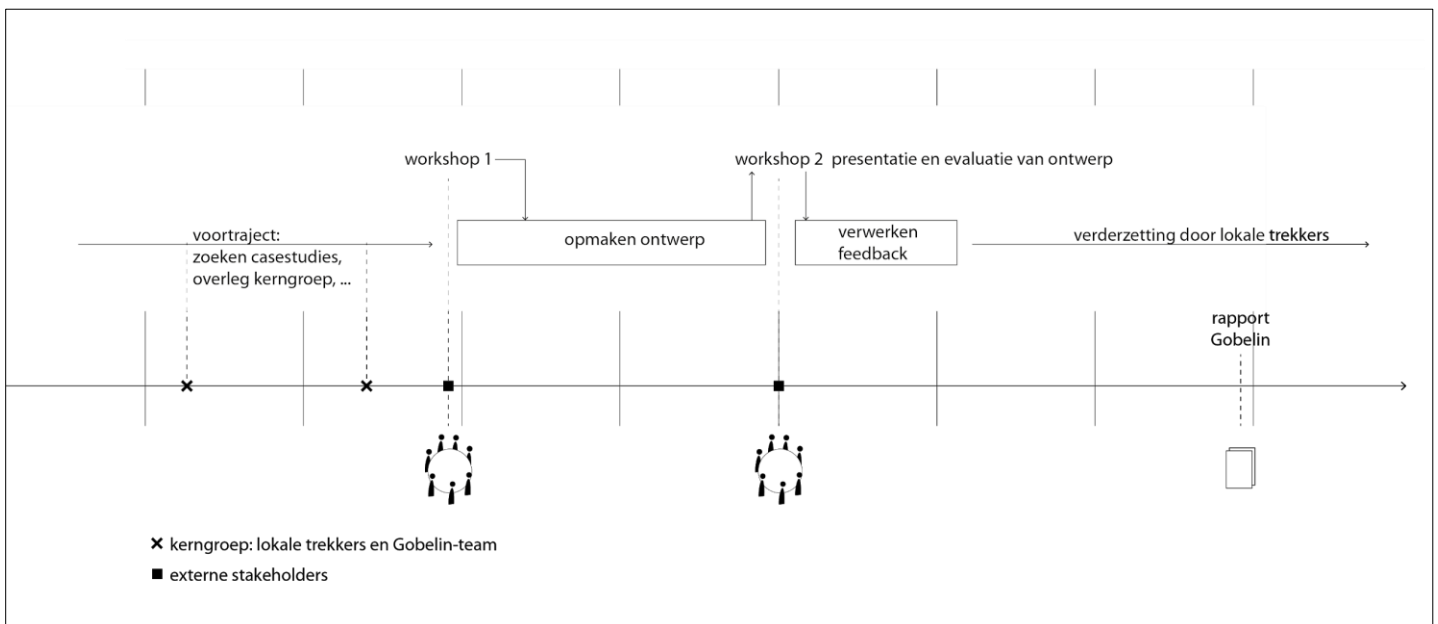 workshop 1
workshop 2 presentatie en evaluatie van ontwerp
voortraject:
zoeken casestudies,
overleg kerngroep, ...
opmaken ontwerp
verwerken
feedback
verderzetting door lokale trekkers
rapport
Gobelin
kerngroep: lokale trekkers en Gobelin-team
externe stakeholders